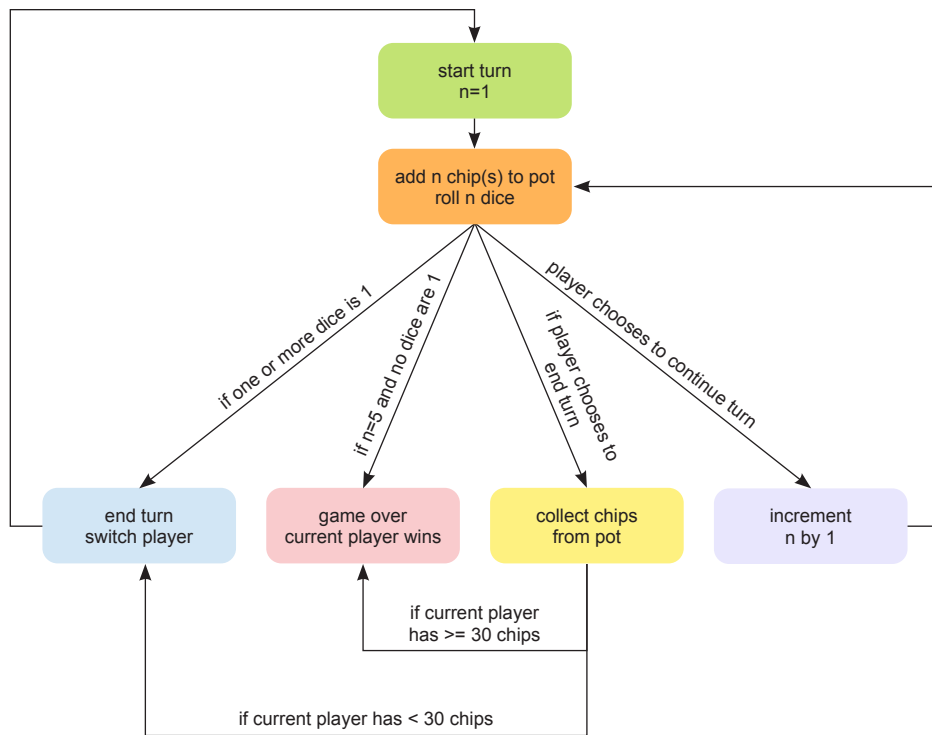 start turn
n=1
add n chip(s) to pot
roll n dice
if one or more dice is 1
if n=5 and no dice are 1
if player chooses to
end turn
player chooses to continue turn
end turn
switch player
game over
current player wins
collect chips
from pot
increment
n by 1
if current player
has >= 30 chips
if current player has < 30 chips